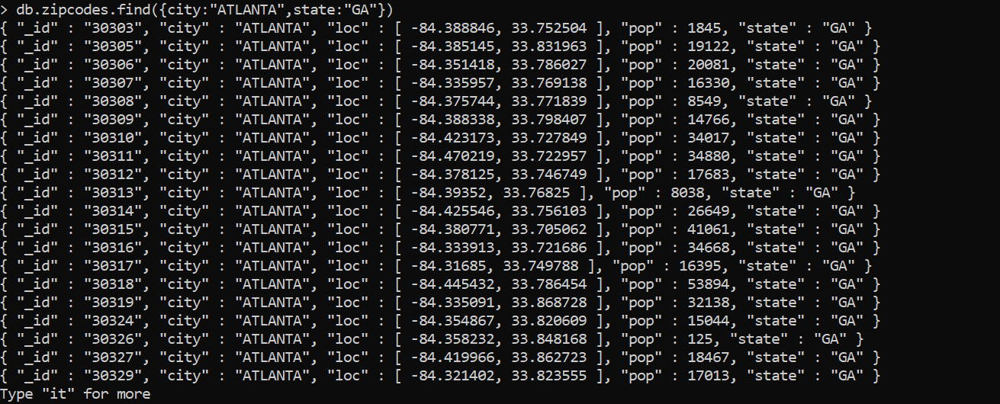 > db.zipcodes.find({city:"ATLANTA",state:"GA"})
{ "_id" : "30303", "city" : "ATLANTA", "loc" : [ -84.388846, 33.752504 ], "pop" : 1845, "state" : "GA" }
{ "_id" : "30305", "city" : "ATLANTA", "loc" : [ -84.385145, 33.831963 ], "pop" : 19122, "state" : "GA" }
{ "_id" : "30306", "city" : "ATLANTA", "loc" : [ -84.351418, 33.786027 ], "pop" : 20081, "state" : "GA" }
{ "_id" : "30307", "city" : "ATLANTA", "loc" : [ -84.335957, 33.769138 ], "pop" : 16330, "state" : "GA" }
{ "_id" : "30308", "city" : "ATLANTA", "loc" : [ -84.375744, 33.771839 ], "pop" : 8549, "state" : "GA" }
{ "_id" : "30309", "city" : "ATLANTA", "loc" : [ -84.388338, 33.798407 ], "pop" : 14766, "state" : "GA" }
{ "_id" : "30310", "city" : "ATLANTA", "loc" : [ -84.423173, 33.727849 ], "pop" : 34017, "state" : "GA" }
{ "_id" : "30311", "city" : "ATLANTA", "loc" : [ -84.470219, 33.722957 ], "pop" : 34880, "state" : "GA" }
{ "_id" : "30312", "city" : "ATLANTA", "loc" : [ -84.378125, 33.746749 ], "pop" : 17683, "state" : "GA" }
{ "_id" : "30313", "city" : "ATLANTA", "loc" : [ -84.39352, 33.76825 ], "pop" : 8038, "state" : "GA" }
{ "_id" : "30314", "city" : "ATLANTA", "loc" : [ -84.425546, 33.756103 ], "pop" : 26649, "state" : "GA" }
{ "_id" : "30315", "city" : "ATLANTA", "loc" : [ -84.380771, 33.705062 ], "pop" : 41061, "state" : "GA" }
{ "_id" : "30316", "city" : "ATLANTA", "loc" : [ -84.333913, 33.721686 ], "pop" : 34668, "state" : "GA" }
{ "_id" : "30317", "city" : "ATLANTA", "loc" : [ -84.31685, 33.749788 ], "pop" : 16395, "state" : "GA" }
{ "_id" : "30318", "city" : "ATLANTA", "loc" : [ -84.445432, 33.786454 ], "pop" : 53894, "state" : "GA" }
{ "_id" : "30319", "city" : "ATLANTA", "loc" : [ -84.335091, 33.868728 ], "pop" : 32138, "state" : "GA" }
{ "_id" : "30324", "city" : "ATLANTA", "loc" : [ -84.354867, 33.820609 ], "pop" : 15044, "state" : "GA" }
{ "_id" : "30326", "city" : "ATLANTA", "loc" : [ -84.358232, 33.848168 ], "pop" : 125, "state" : "GA" }
{ "_id" : "30327", "city" : "ATLANTA", "loc" : [ -84.419966, 33.862723 ], "pop" : 18467, "state" : "GA" }
{ "_id" : "30329", "city" : "ATLANTA", "loc" : [ -84.321402, 33.823555 ], "pop" : 17013, "state" : "GA" }
Type "it" for more